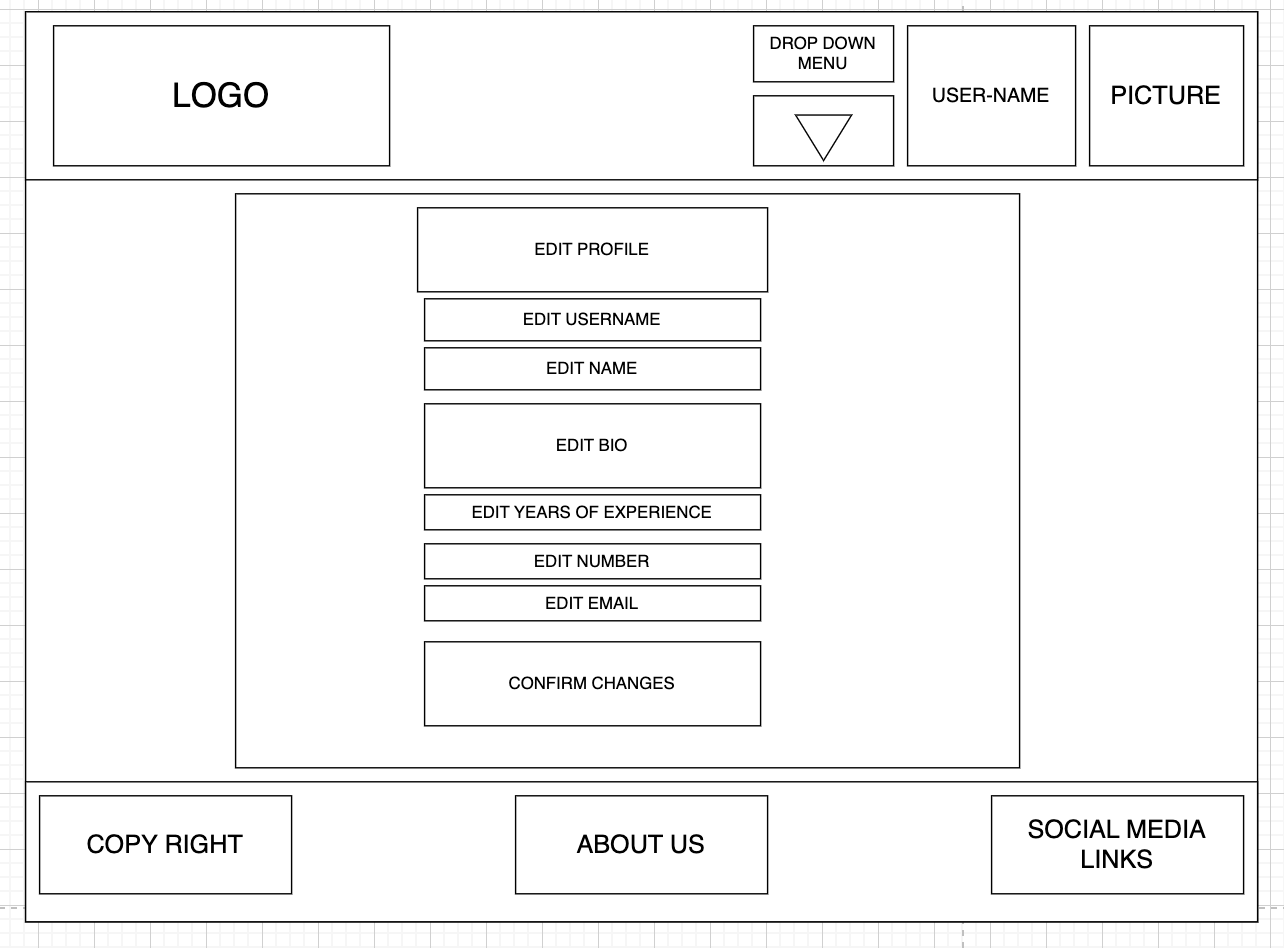 LOGO
DROP DOWN
MENU
USER-NAME
PICTURE
EDIT PROFILE
EDIT USERNAME
EDIT NAME
EDIT BIO
EDIT YEARS OF EXPERIENCE
EDIT NUMBER
EDIT EMAIL
CONFIRM CHANGES
COPY RIGHT
ABOUT US
SOCIAL MEDIA
LINKS